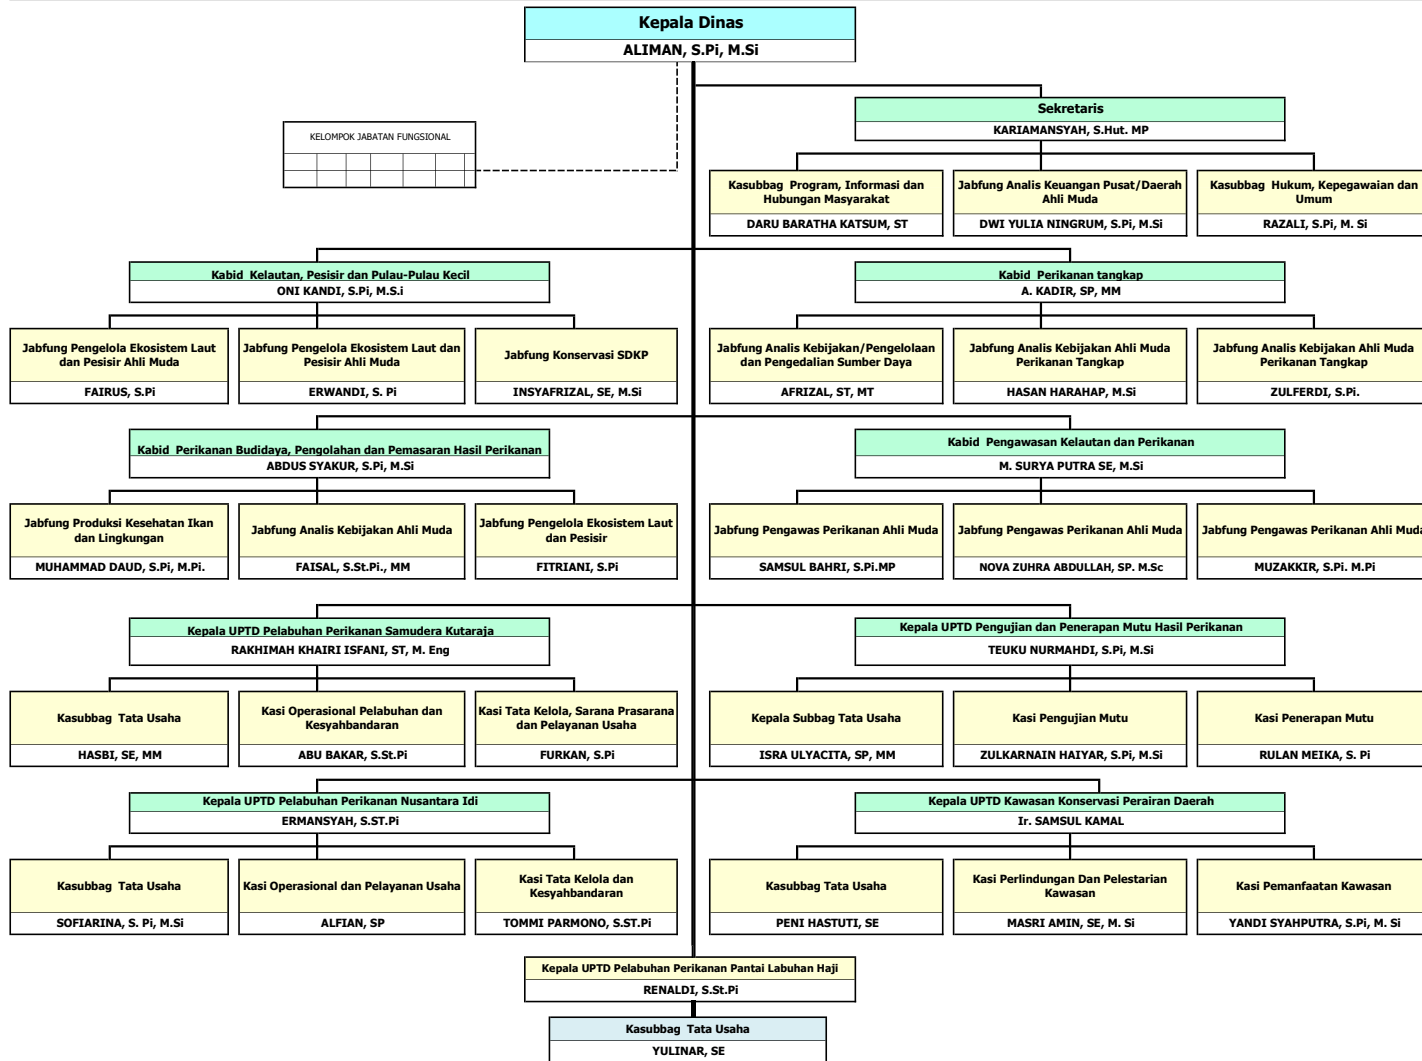 Kepala Dinas
ALIMAN, S.Pi, M.Si
Sekretaris
KARIAMANSYAH, S.Hut. MP
KELOMPOK JABATAN FUNGSIONAL
Kasubbag Program, Informasi dan
Hubungan Masyarakat
DARU BARATHA KATSUM, ST
Jabfung Analis Keuangan Pusat/Daerah
Ahli Muda
DWI YULIA NINGRUM, S.Pi, M.Si
Kasubbag Hukum, Kepegawaian dan
Umum
RAZALI, S.Pi, M. Si
Kabid Kelautan, Pesisir dan Pulau-Pulau Kecil
ONI KANDI, S.Pi, M.S.i
Kabid Perikanan tangkap
A. KADIR, SP, MM
Jabfung Pengelola Ekosistem Laut
dan Pesisir Ahli Muda
FAIRUS, S.Pi
Jabfung Pengelola Ekosistem Laut dan
Pesisir Ahli Muda
ERWANDI, S. Pi
Jabfung Konservasi SDKP
INSYAFRIZAL, SE, M.Si
Jabfung Analis Kebijakan/Pengelolaan
dan Pengedalian Sumber Daya
AFRIZAL, ST, MT
Jabfung Analis Kebijakan Ahli Muda
Perikanan Tangkap
HASAN HARAHAP, M.Si
Jabfung Analis Kebijakan Ahli Muda
Perikanan Tangkap
ZULFERDI, S.Pi.
Kabid Perikanan Budidaya, Pengolahan dan Pemasaran Hasil Perikanan
ABDUS SYAKUR, S.Pi, M.Si
Kabid Pengawasan Kelautan dan Perikanan
M. SURYA PUTRA SE, M.Si
Jabfung Produksi Kesehatan Ikan
dan Lingkungan
MUHAMMAD DAUD, S.Pi, M.Pi.
Jabfung Analis Kebijakan Ahli Muda
FAISAL, S.St.Pi., MM
Jabfung Pengelola Ekosistem Laut
dan Pesisir
FITRIANI, S.Pi
Jabfung Pengawas Perikanan Ahli Muda
SAMSUL BAHRI, S.Pi.MP
Jabfung Pengawas Perikanan Ahli Muda
NOVA ZUHRA ABDULLAH, SP. M.Sc
Jabfung Pengawas Perikanan Ahli Muda
MUZAKKIR, S.Pi. M.Pi
Kepala UPTD Pelabuhan Perikanan Samudera Kutaraja
RAKHIMAH KHAIRI ISFANI, ST, M. Eng
Kepala UPTD Pengujian dan Penerapan Mutu Hasil Perikanan
TEUKU NURMAHDI, S.Pi, M.Si
Kasubbag Tata Usaha
HASBI, SE, MM
Kasi Operasional Pelabuhan dan
Kesyahbandaran
ABU BAKAR, S.St.Pi
Kasi Tata Kelola, Sarana Prasarana
dan Pelayanan Usaha
FURKAN, S.Pi
Kepala Subbag Tata Usaha
ISRA ULYACITA, SP, MM
Kasi Pengujian Mutu
ZULKARNAIN HAIYAR, S.Pi, M.Si
Kasi Penerapan Mutu
RULAN MEIKA, S. Pi
Kepala UPTD Pelabuhan Perikanan Nusantara Idi
ERMANSYAH, S.ST.Pi
Kepala UPTD Kawasan Konservasi Perairan Daerah
Ir. SAMSUL KAMAL
Kasubbag Tata Usaha
SOFIARINA, S. Pi, M.Si
Kasi Operasional dan Pelayanan Usaha
ALFIAN, SP
Kasi Tata Kelola dan
Kesyahbandaran
TOMMI PARMONO, S.ST.Pi
Kasubbag Tata Usaha
PENI HASTUTI, SE
Kasi Perlindungan Dan Pelestarian
Kawasan
MASRI AMIN, SE, M. Si
Kasi Pemanfaatan Kawasan
YANDI SYAHPUTRA, S.Pi, M. Si
Kepala UPTD Pelabuhan Perikanan Pantai Labuhan Haji
RENALDI, S.St.Pi
Kasubbag Tata Usaha
YULINAR, SE